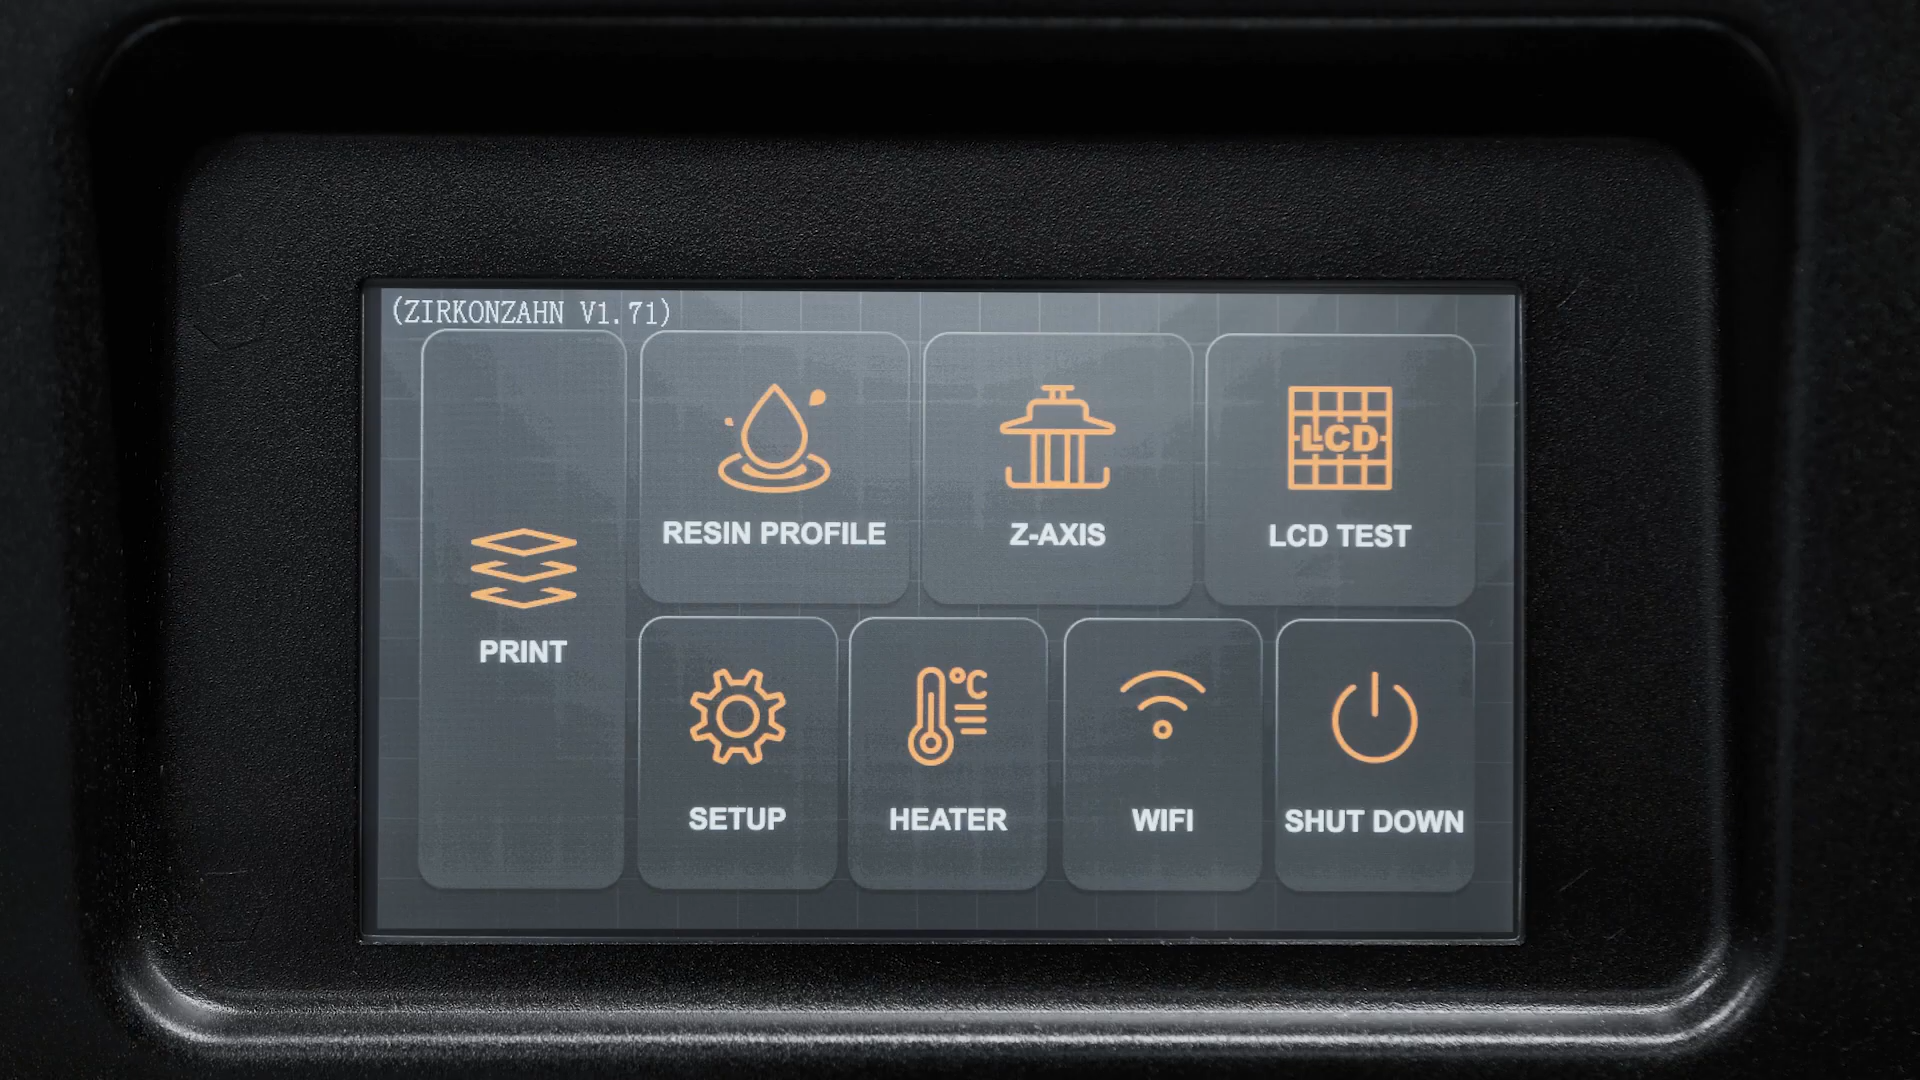 (ZIRKONZAHN V1.71)
PRINT
RESIN PROFILE
Z-AXIS
LCD
LCD TEST
SETUP
°C
HEATER
WIFI
SHUT DOWN